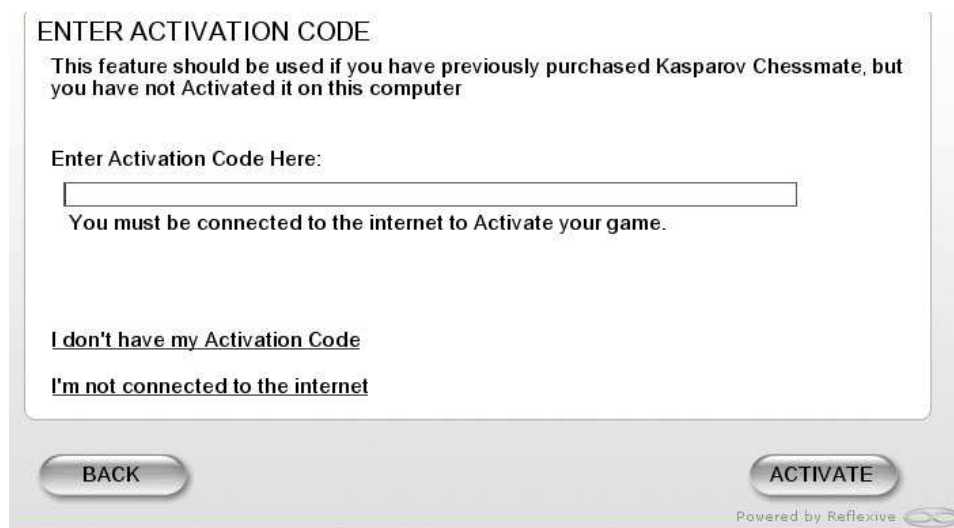 ENTER ACTIVATION CODE
This feature should be used if you have previously purchased Kasparov Chessmate, but
you have not Activated it on this computer
Enter Activation Code Here:
You must be connected to the internet to Activate your game.
I don't have my Activation Code
I'm not connected to the internet
BACK
ACTIVATE
Powered by Reflexive